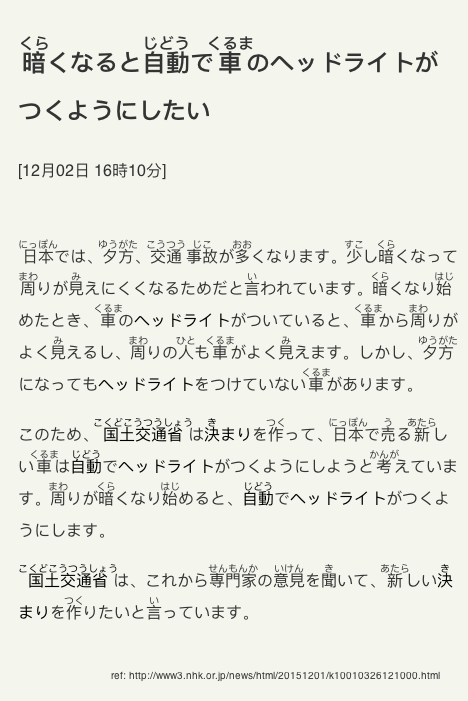 暗くなると自動で車のヘッドライトが
つくようにしたい
[12月02日 16時10分]
日本では、夕方、交通事故が多くなります。少し暗くなって
周りが見えにくくなるためだと言われています。暗くなり始
めたとき、車のヘッドライトがついていると、車から周りが
よく見えるし、周りの人も車がよく見えます。しかし、夕方
になってもヘッドライトをつけていない車があります。
このため、国土交通省は決まりを作って、日本で売る新し
い車は自動でヘッドライトがつくようにしようと考えていま
す。周りが暗くなり始めると、自動でヘッドライトがつくよ
うにします。
国土交通省は、これから専門家の意見を聞いて、新しい決
まりを作りたいと言っています。
ref: http://www3.nhk.or.jp/news/html/20151201/k10010326121000.html